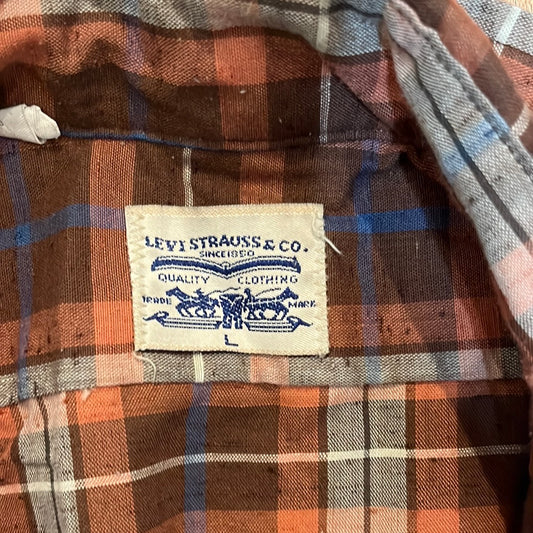 LEVI STRAUSS & CO.
SINCE 1850
QUALITY CLOTHING
TRADE MARK
L